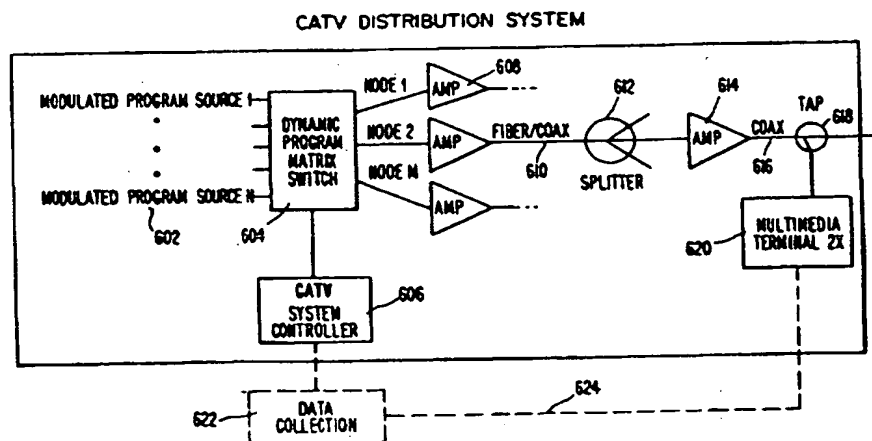 CATV DISTRIBUTION SYSTEM
MODULATED PROGRAM SOURCE 1
MODULATED PROGRAM SOURCE N
602
DYNAMIC
PROGRAM
MATRIX
SWITCH
604
NODE 1
NODE 2
NODE M
AMP
608
AMP
AMP
FIBER/COAX
610
612
SPLITTER
AMP
614
COAX
616
TAP
618
MULTIMEDIA
TERMINAL 2X
620
CATV
SYSTEM
CONTROLLER
606
DATA
COLLECTION
622
624